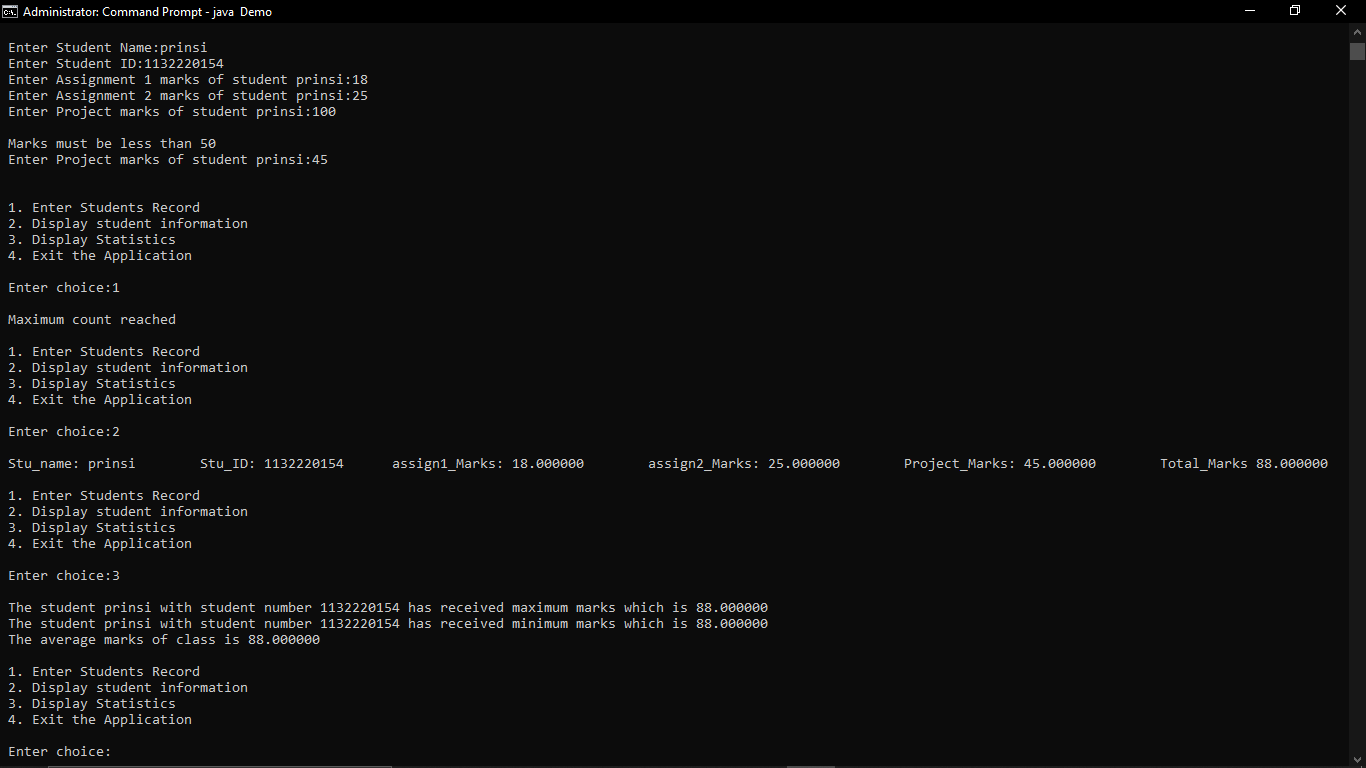 Administrator: Command Prompt - java  Demo
Enter Student Name:prinsi
Enter Student ID:1132220154
Enter Assignment 1 marks of student prinsi:18
Enter Assignment 2 marks of student prinsi:25
Enter Project marks of student prinsi:100
Marks must be less than 50
Enter Project marks of student prinsi:45
1. Enter Students Record
2. Display student information
3. Display Statistics
4. Exit the Application
Enter choice:1
Maximum count reached
1. Enter Students Record
2. Display student information
3. Display Statistics
4. Exit the Application
Enter choice:2
Stu_name: prinsi        Stu_ID: 1132220154      assign1_Marks: 18.000000        assign2_Marks: 25.000000        Project_Marks: 45.000000        Total_Marks 88.000000
1. Enter Students Record
2. Display student information
3. Display Statistics
4. Exit the Application
Enter choice:3
The student prinsi with student number 1132220154 has received maximum marks which is 88.000000
The student prinsi with student number 1132220154 has received minimum marks which is 88.000000
The average marks of class is 88.000000
1. Enter Students Record
2. Display student information
3. Display Statistics
4. Exit the Application
Enter choice: